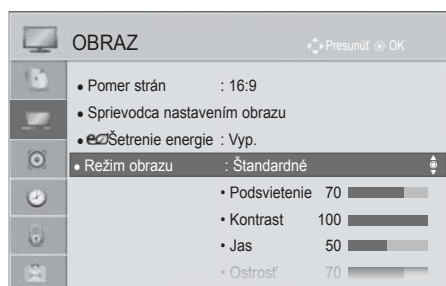 OBRAZ
Presunúť OK
• Pomer strán : 16:9
• Sprievodca nastavením obrazu
• eco Šetrenie energie : Vyp.
• Režim obrazu : Štandardné
• Podsvietenie 70
• Kontrast 100
• Jas 50
• Ostrosť 70